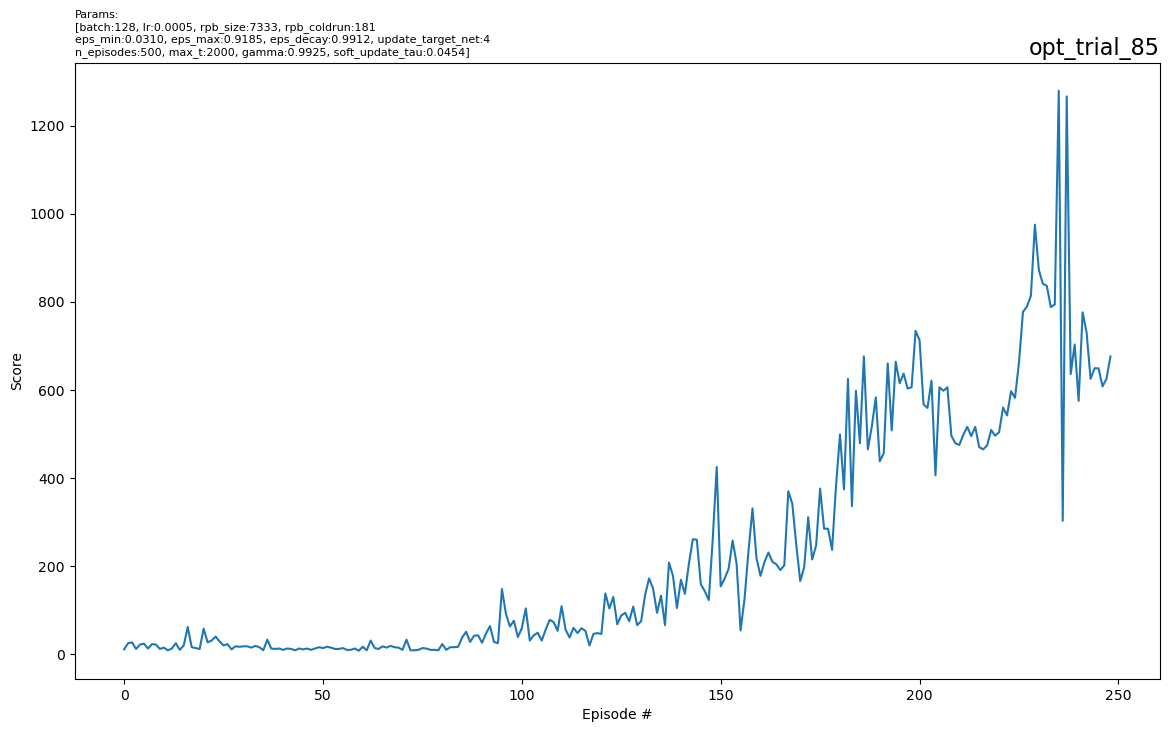 Params:
[batch:128, lr:0.0005, rpb_size:7333, rpb_coldrun:181
eps_min:0.0310, eps_max:0.9185, eps_decay:0.9912, update_target_net:4
n_episodes:500, max_t:2000, gamma:0.9925, soft_update_tau:0.0454]
opt_trial_85
1200
1000
800
600
400
200
0
Score
0 50 100 150 200 250
Episode #